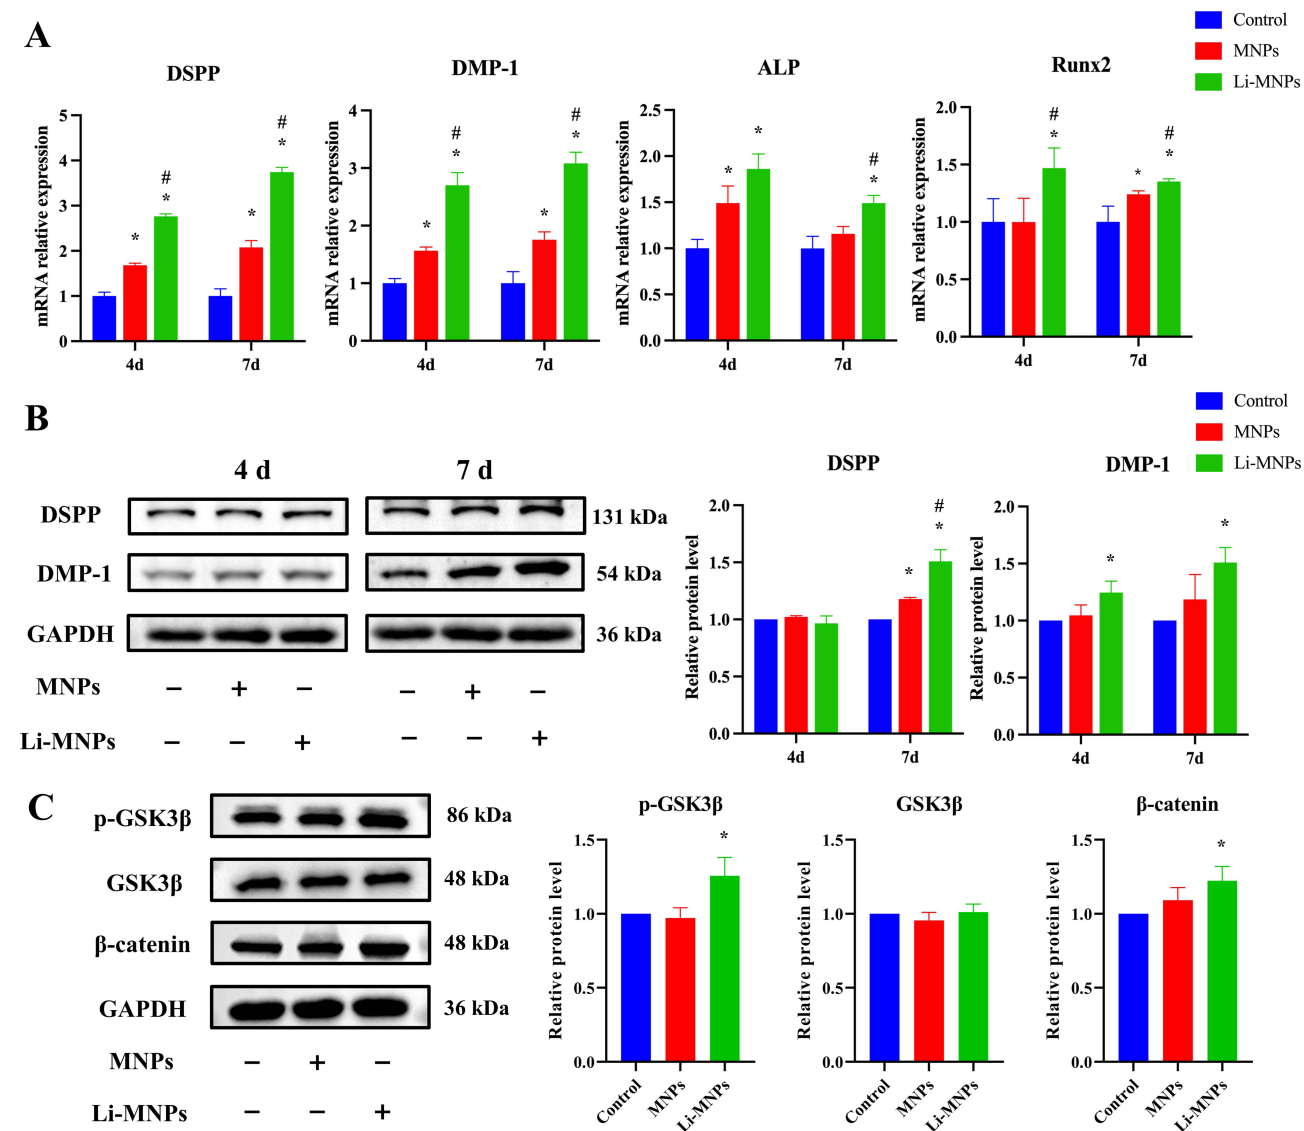 A
Control
MNPs
Li-MNPs
DSPP
mRNA relative expression
5
4
3
2
1
0
*
#
*
*
#
*
4d
7d
DMP-1
mRNA relative expression
4
3
2
1
0
*
#
*
*
#
*
4d
7d
ALP
mRNA relative expression
2.5
2.0
1.5
1.0
0.5
0.0
*
*
#
*
4d
7d
Runx2
mRNA relative expression
2.0
1.5
1.0
0.5
0.0
#
*
*
#
*
4d
7d
B
Control
MNPs
Li-MNPs
4 d
7 d
DSPP
131 kDa
DMP-1
54 kDa
GAPDH
36 kDa
MNPs − + − − + −
Li-MNPs − − + − − +
DSPP
Relative protein level
2.0
1.5
1.0
0.5
0.0
*
#
*
4d
7d
DMP-1
Relative protein level
2.0
1.5
1.0
0.5
0.0
*
*
4d
7d
C
p-GSK3β
86 kDa
GSK3β
48 kDa
β-catenin
48 kDa
GAPDH
36 kDa
MNPs − + −
Li-MNPs − − +
p-GSK3β
Relative protein level
1.5
1.0
0.5
0.0
*
Control
MNPs
Li-MNPs
GSK3β
Relative protein level
1.5
1.0
0.5
0.0
Control
MNPs
Li-MNPs
β-catenin
Relative protein level
1.5
1.0
0.5
0.0
*
Control
MNPs
Li-MNPs